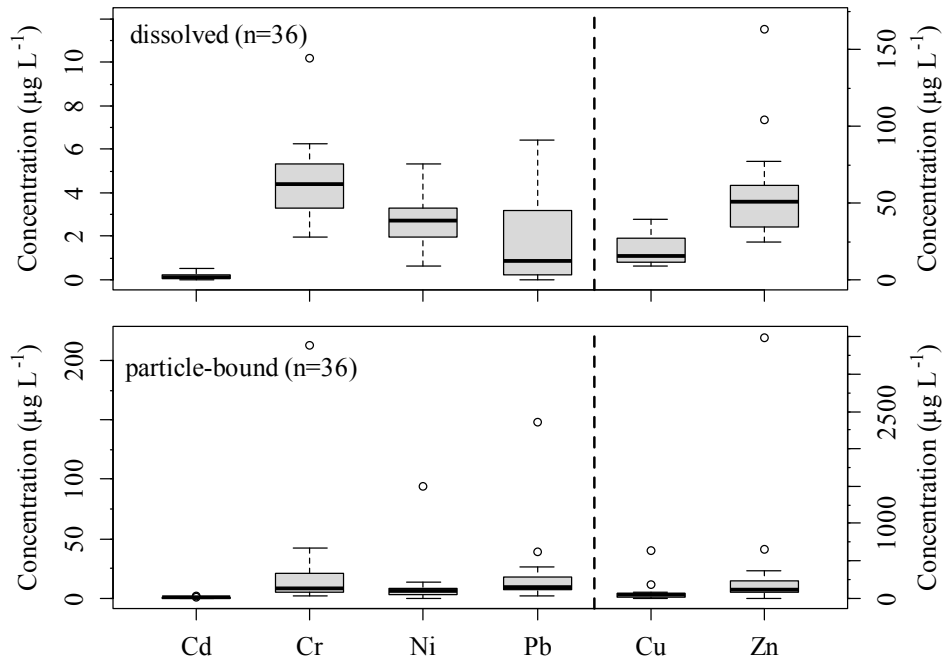 dissolved (n=36)
Concentration (µg L⁻¹)
0 2 4 6 8 10
Concentration (µg L⁻¹)
0 50 100 150
particle-bound (n=36)
Concentration (µg L⁻¹)
0 50 100 200
Concentration (µg L⁻¹)
0 1000 2500
Cd Cr Ni Pb Cu Zn